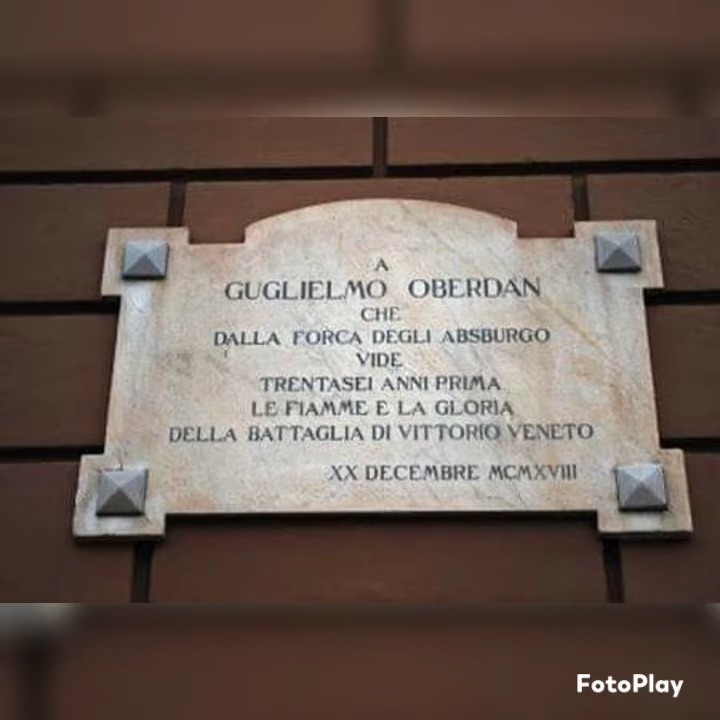 A
GUGLIELMO OBERDAN
CHE
DALLA FORCA DEGLI ABSBURGO
VIDE
TRENTASEI ANNI PRIMA
LE FIAMME E LA GLORIA
DELLA BATTAGLIA DI VITTORIO VENETO
XX DECEMBRE MCMXVIII
FotoPlay